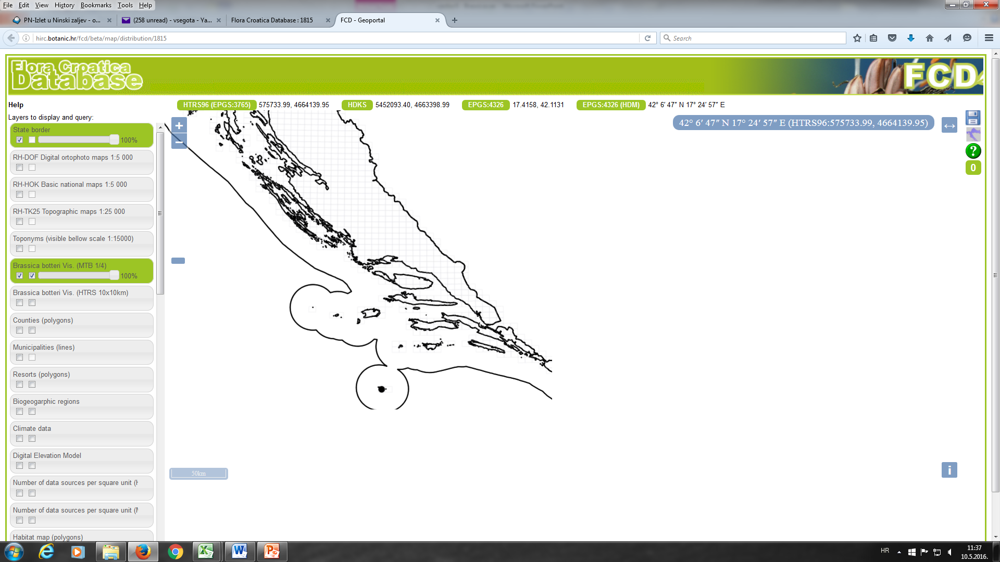 File Edit View History Bookmarks Tools Help
PN-Izlet u Ninski zaljev - o...
(258 unread) - vsegota - Ya...
Flora Croatica Database : 1815
FCD - Geoportal
hirc.botanic.hr/fcd/beta/map/distribution/1815
Search
Flora Croatica
Database
FCD
Help
HTRS96 (EPGS:3765) 575733.99, 4664139.95 HDKS 5452093.40, 4663398.99 EPGS:4326 17.4158, 42.1131 EPGS:4326 (HDM) 42° 6′ 47″ N 17° 24′ 57″ E
Layers to display and query:
42° 6′ 47″ N 17° 24′ 57″ E (HTRS96:575733.99, 4664139.95)
State border
100%
RH-DOF Digital ortophoto maps 1:5 000
RH-HOK Basic national maps 1:5 000
RH-TK25 Topographic maps 1:25 000
Toponyms (visible bellow scale 1:15000)
Brassica botteri Vis. (MTB 1/4)
100%
Brassica botteri Vis. (HTRS 10x10km)
Counties (polygons)
Municipalities (lines)
Resorts (polygons)
Biogeogarphic regions
Climate data
Digital Elevation Model
Number of data sources per square unit (
Number of data sources per square unit (
Habitat map (polygons)
+
−
?
0
50km
i
HR
11:37
10.5.2016.